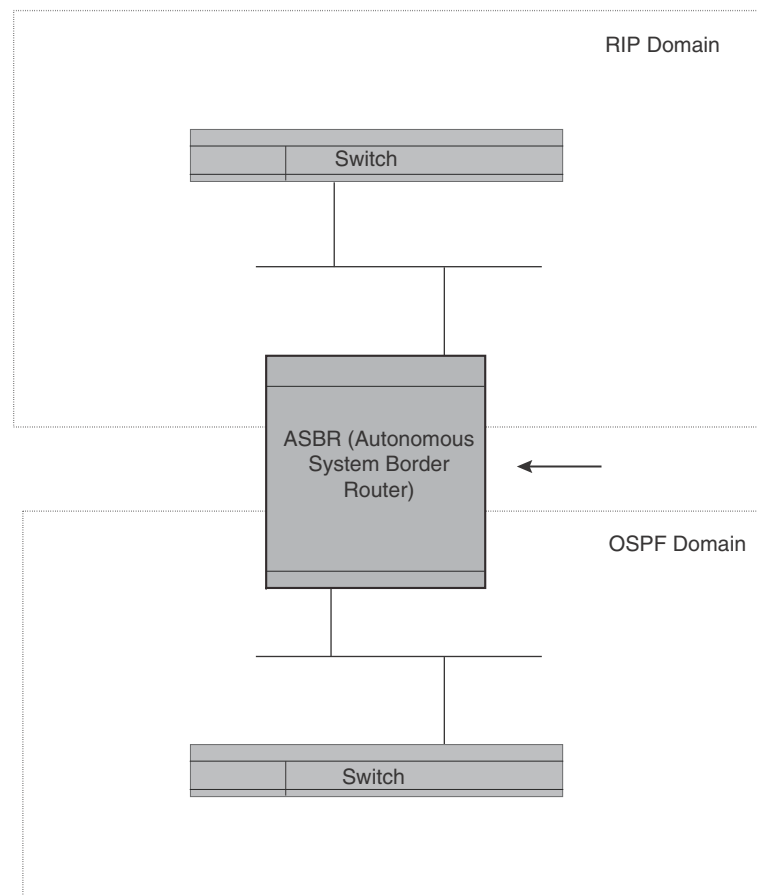 RIP Domain
Switch
ASBR (Autonomous
System Border
Router)
OSPF Domain
Switch